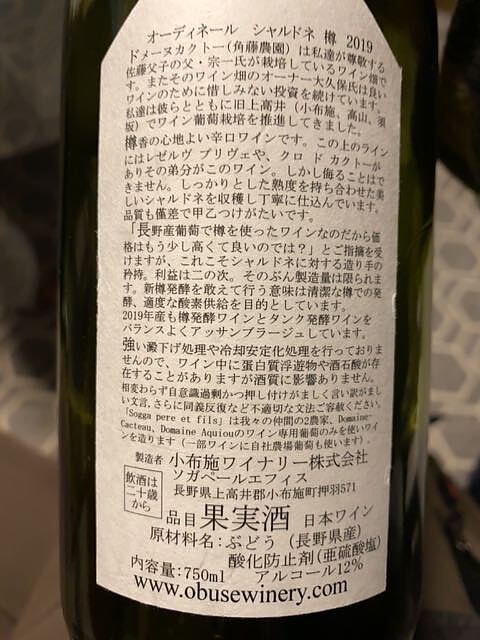 オーディネール シャルドネ 樽 2019
ドメーヌカクトー(角藤農園)は私達が尊敬する
佐藤父子の父・宗一氏が栽培しているワイン畑で
す。またそのワイン畑のオーナー大久保氏は良い
ワインのために惜しみない投資を続けています。
私達は彼らとともに旧上高井(小布施、高山、須
坂)でワイン葡萄栽培を推進してきました。
樽香の心地よい辛口ワインです。この上のライン
にはレゼルヴ プリヴェや、クロ ド カクトーが
ありその弟分がこのワイン。しかし侮ることはで
きません。しっかりとした熟度を持ち合わせた美
しいシャルドネを収穫し丁寧に仕込んでいます。
品質も僅差で甲乙つけがたいです。
「長野産葡萄で樽を使ったワインなのだから価
格はもう少し高くて良いのでは?」とご指摘を受
けますが、これこそシャルドネに対する造り手の
矜持。利益は二の次。そのぶん製造量は限られま
す。新樽発酵を敢えて行う意味は清潔な樽での発
酵、適度な酸素供給を目的としています。
2019年産も樽発酵ワインとタンク発酵ワインを
バランスよくアッサンブラージュしています。
強い澱下げ処理や冷却安定化処理を行っておりま
せんので、ワイン中に蛋白質浮遊物や酒石酸が存
在することがありますが酒質に影響ありません。
相変わらず自意識過剰かつ押し付けがましく言い訳がまし
い文言,さらに同義反復など不適切な文法ご容赦ください。
「Sogga pere et fils」は我々の仲間の2農家、Domaine-
Cacteau、Domaine Aquiouのワイン専用葡萄のみを使いワイ
ンを造ります(一部ワインに自社農場葡萄も使います)。
製造者 小布施ワイナリー株式会社
ソガペールエフィス
長野県上高井郡小布施町押羽571
飲酒は
二十歳
から
品目 果実酒 日本ワイン
原材料名:ぶどう(長野県産)
酸化防止剤(亜硫酸塩)
内容量:750ml アルコール12%
www.obusewinery.com